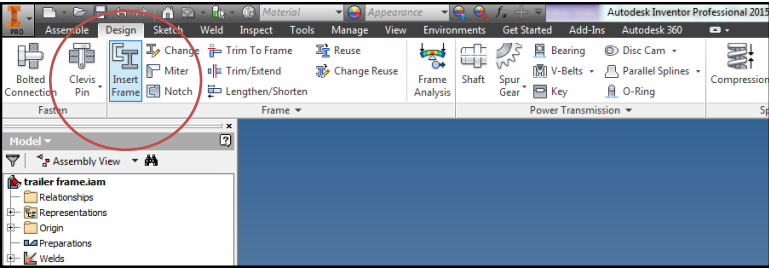 Material Appearance Autodesk Inventor Professional 2015
PRO Assemble Design Sketch Weld Inspect Tools Manage View Environments Get Started Add-Ins Autodesk 360
Bolted Connection
Clevis Pin
Insert Frame
Change Trim To Frame Reuse
Miter Trim/Extend Change Reuse
Notch Lengthen/Shorten
Frame Analysis
Shaft
Spur Gear
Bearing Disc Cam
V-Belts Parallel Splines
Key O-Ring
Compression
Fasten Frame Power Transmission Sp
Model
Assembly View
trailer frame.iam
Relationships
Representations
Origin
Preparations
Welds